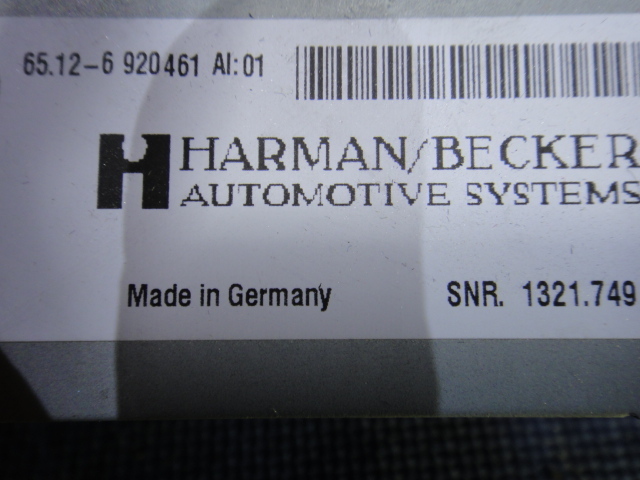 65.12-6 920461 AI:01
HARMAN/BECKER
AUTOMOTIVE SYSTEMS
Made in Germany
SNR. 1321.749